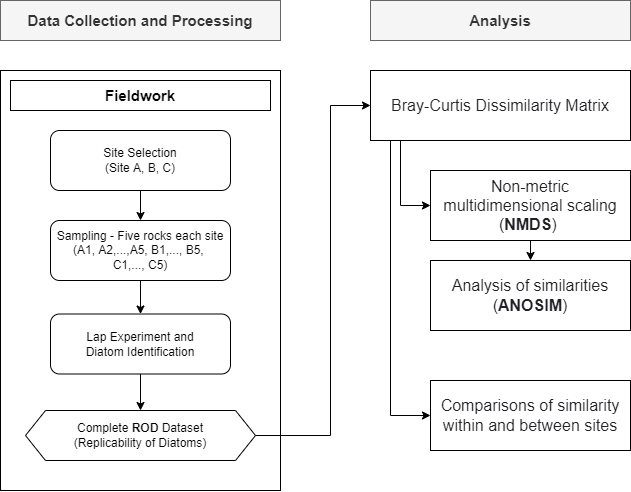 Data Collection and Processing
Analysis
Fieldwork
Site Selection
(Site A, B, C)
Sampling - Five rocks each site
(A1, A2,...,A5, B1,..., B5,
C1,..., C5)
Lap Experiment and
Diatom Identification
Complete ROD Dataset
(Replicability of Diatoms)
Bray-Curtis Dissimilarity Matrix
Non-metric
multidimensional scaling
(NMDS)
Analysis of similarities
(ANOSIM)
Comparisons of similarity
within and between sites